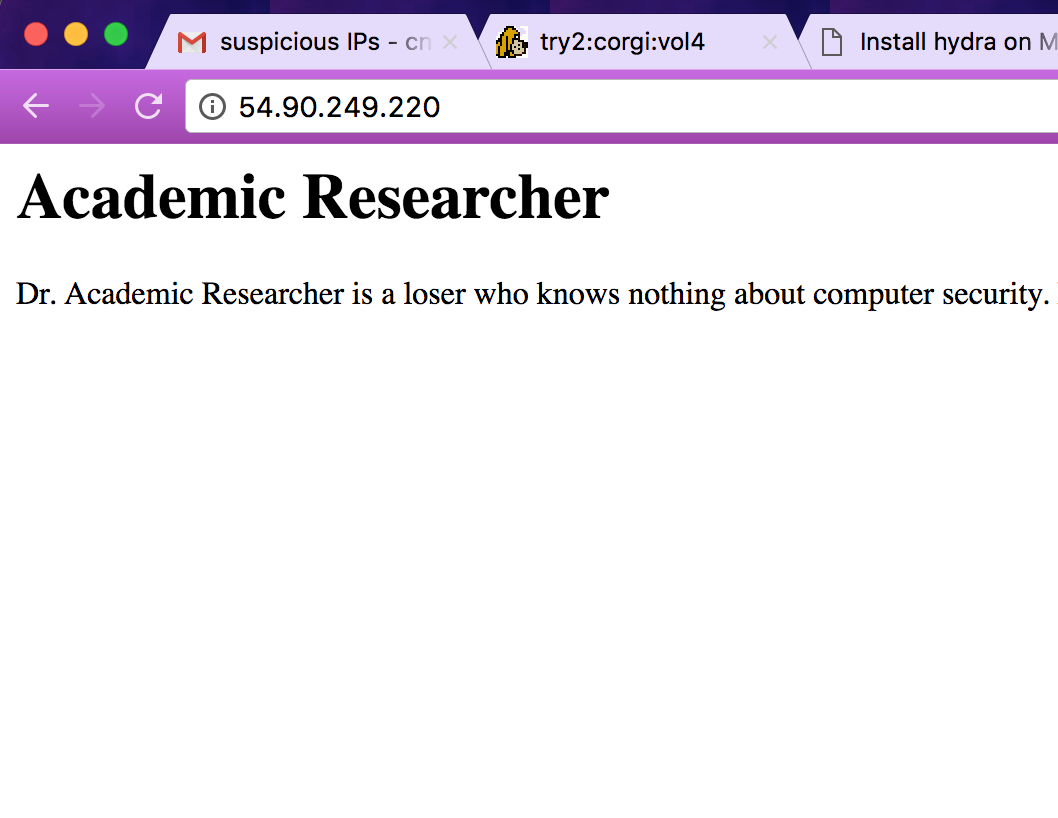 suspicious IPs - cn
try2:corgi:vol4
Install hydra on M
54.90.249.220
Academic Researcher
Dr. Academic Researcher is a loser who knows nothing about computer security.